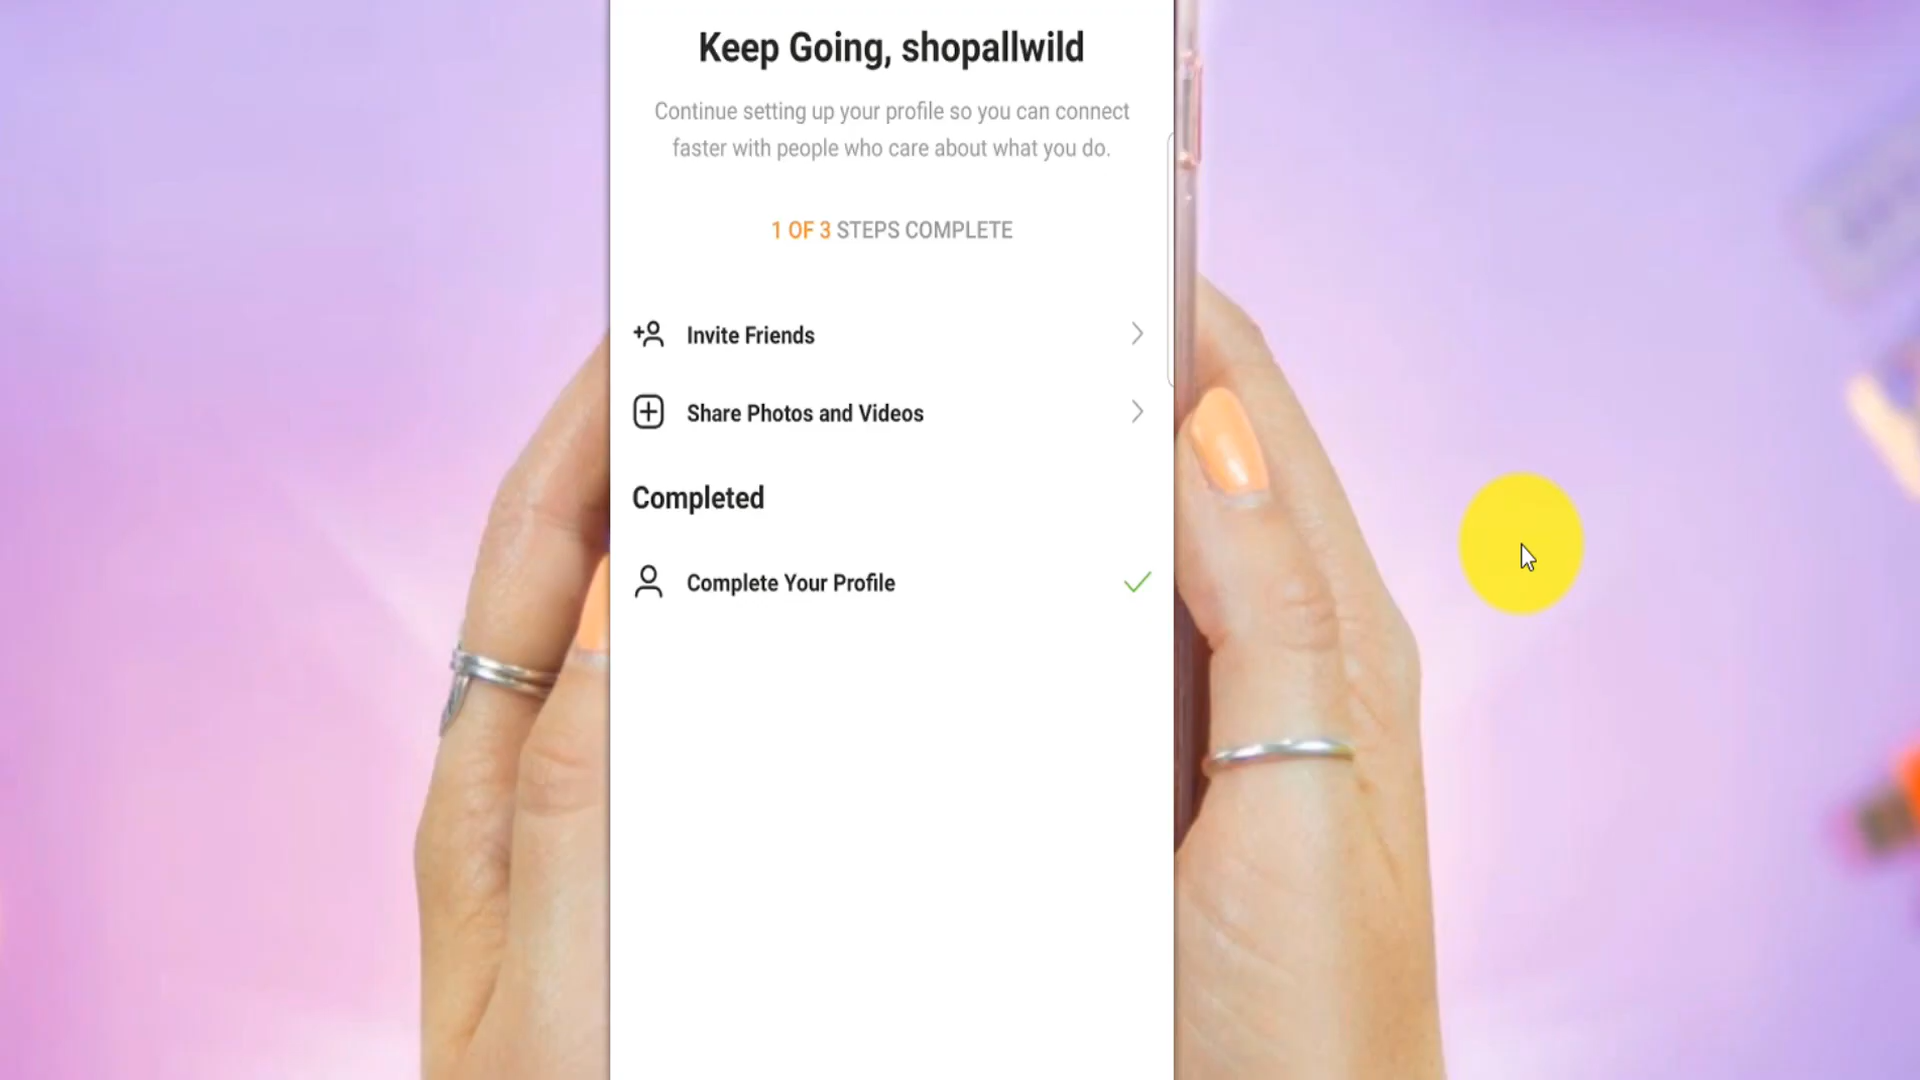 Keep Going, shopallwild
Continue setting up your profile so you can connect
faster with people who care about what you do.
1 OF 3 STEPS COMPLETE
Invite Friends
Share Photos and Videos
Completed
Complete Your Profile